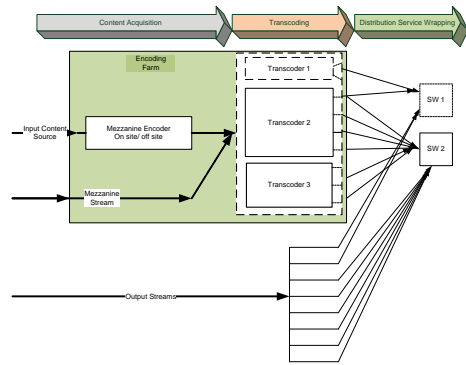 Content Acquisition
Transcoding
Distribution Service Wrapping
Encoding
Farm
Transcoder 1
SW 1
Transcoder 2
Input Content
Source
Mezzanine Encoder
On site/ off site
SW 2
Transcoder 3
Mezzanine
Stream
Output Streams